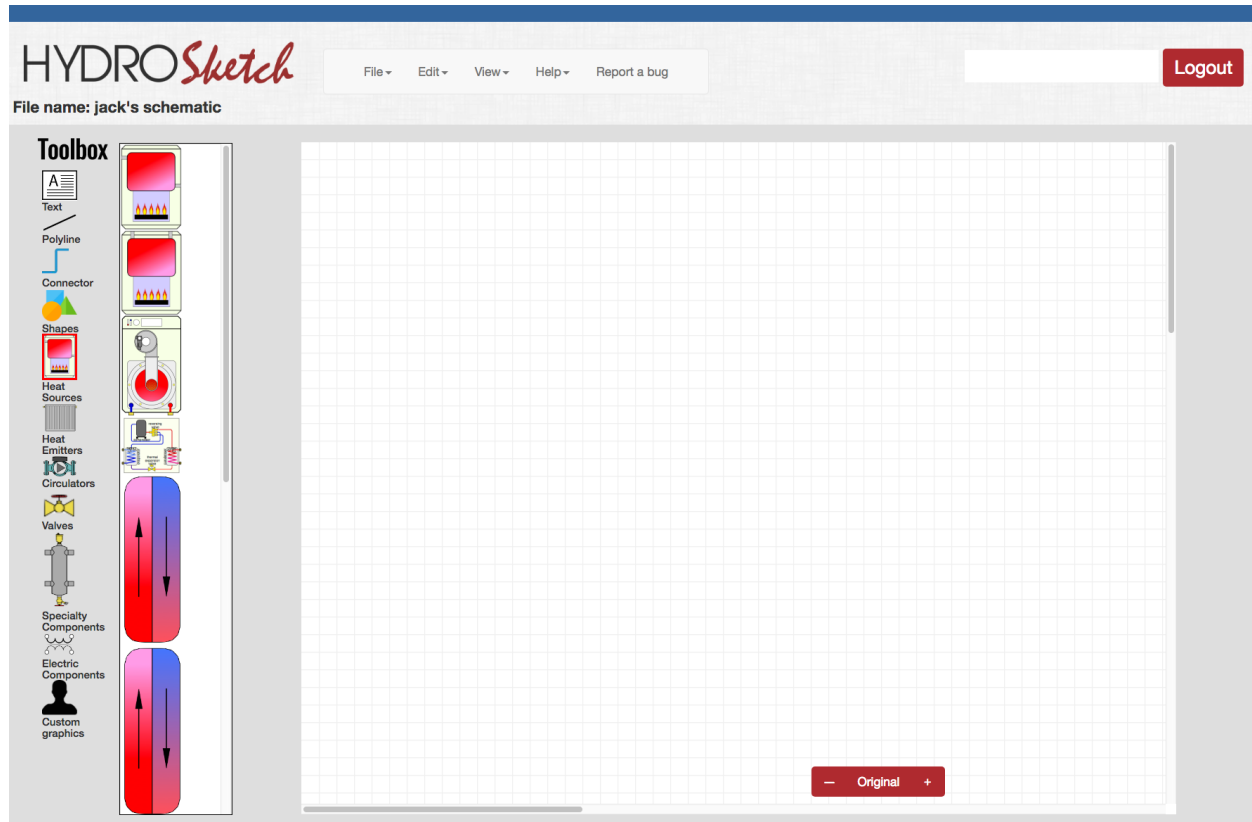 HYDROSketch
File Edit View Help Report a bug
Logout
File name: jack's schematic
Toolbox
A
Text
Polyline
Connector
Shapes
Heat
Sources
Heat
Emitters
Circulators
Valves
Specialty
Components
Electric
Components
Custom
graphics
— Original +